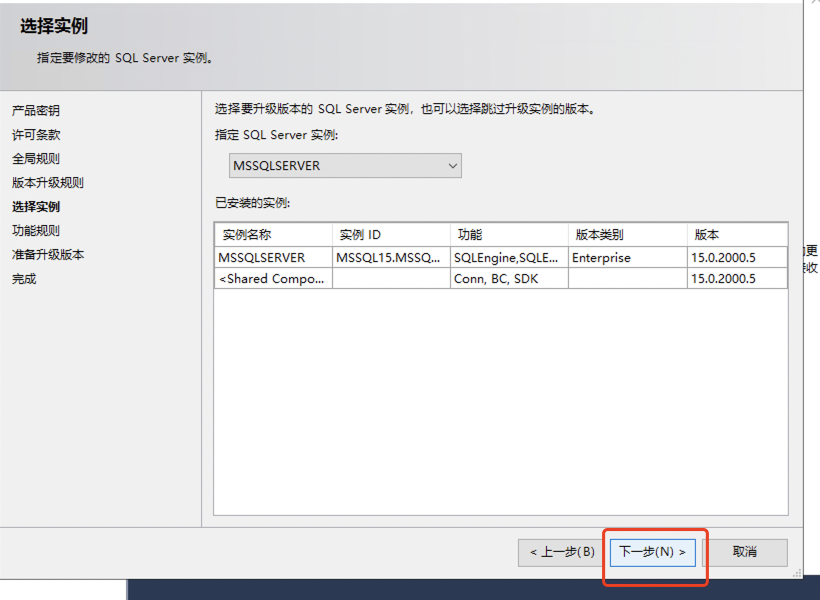 选择实例
指定要修改的 SQL Server 实例。
产品密钥
许可条款
全局规则
版本升级规则
选择实例
功能规则
准备升级版本
完成
选择要升级版本的 SQL Server 实例，也可以选择跳过升级实例的版本。
指定 SQL Server 实例:
MSSQLSERVER
已安装的实例:
实例名称 实例 ID 功能 版本类别 版本
MSSQLSERVER MSSQL15.MSSQ... SQLEngine,SQLE... Enterprise 15.0.2000.5
<Shared Compo... Conn, BC, SDK 15.0.2000.5
更
收
< 上一步(B) 下一步(N) > 取消